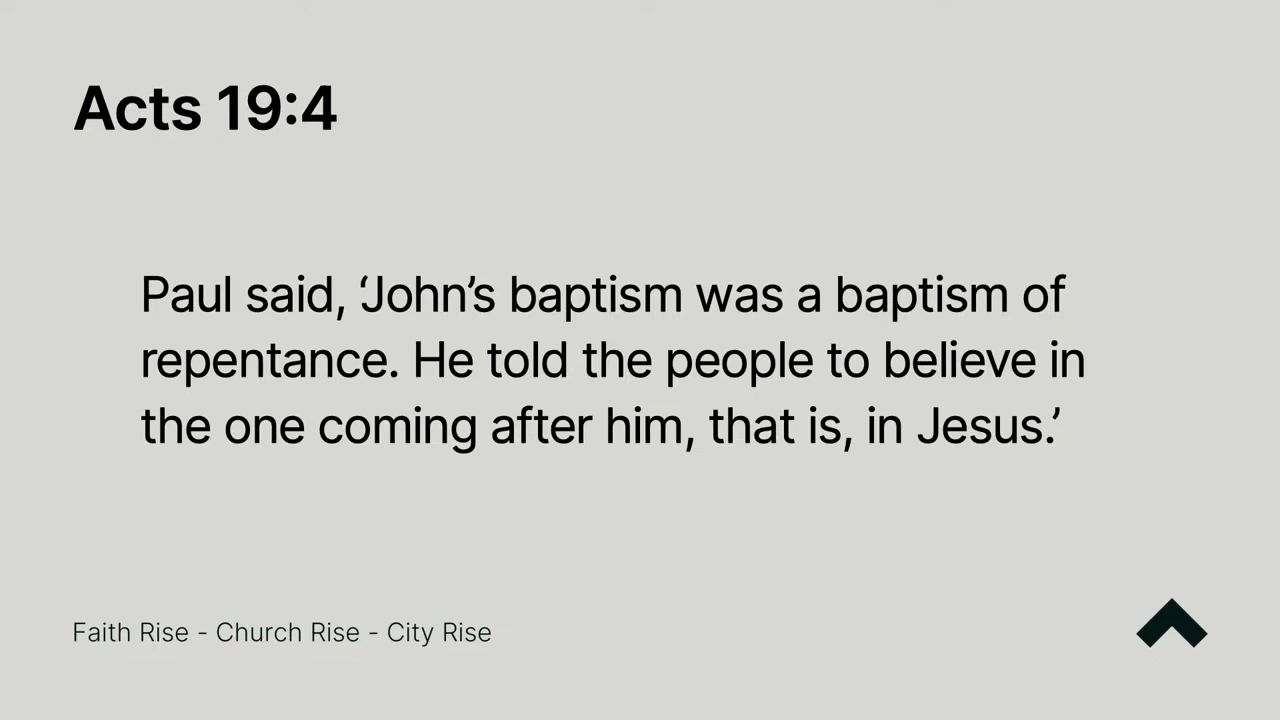 Acts 19:4
Paul said, ‘John’s baptism was a baptism of
repentance. He told the people to believe in
the one coming after him, that is, in Jesus.’
Faith Rise - Church Rise - City Rise